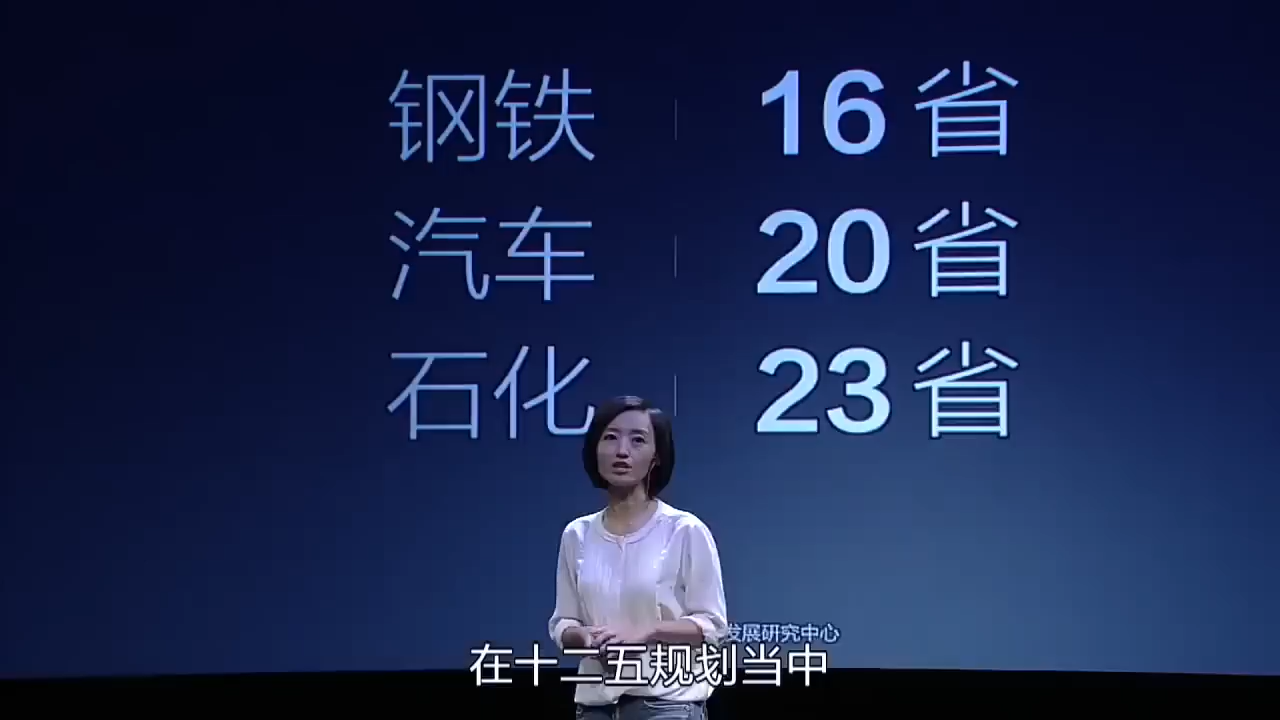 钢铁 16省
汽车 20省
石化 23省
发展研究中心
在十二五规划当中